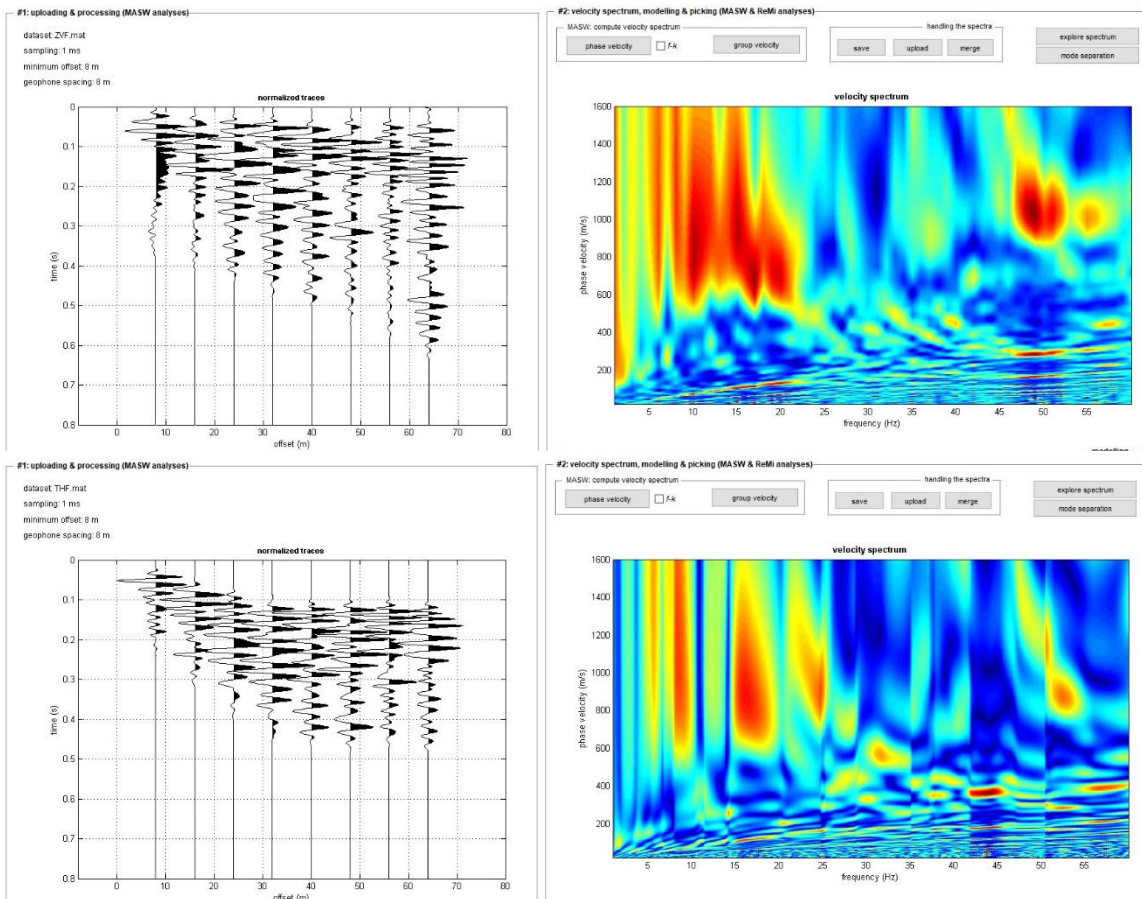 #1: uploading & processing (MASW analyses)
dataset: ZVF.mat
sampling: 1 ms
minimum offset: 8 m
geophone spacing: 8 m
normalized traces
0
0.1
0.2
0.3
0.4
0.5
0.6
0.7
0.8
time (s)
0 10 20 30 40 50 60 70 80
offset (m)
#2: velocity spectrum, modelling & picking (MASW & ReMi analyses)
MASW: compute velocity spectrum
phase velocity f-k group velocity
handling the spectra
save upload merge
explore spectrum
mode separation
velocity spectrum
1600
1400
1200
1000
800
600
400
200
phase velocity (m/s)
5 10 15 20 25 30 35 40 45 50 55
frequency (Hz)
#1: uploading & processing (MASW analyses)
dataset: THF.mat
sampling: 1 ms
minimum offset: 8 m
geophone spacing: 8 m
normalized traces
0
0.1
0.2
0.3
0.4
0.5
0.6
0.7
0.8
time (s)
0 10 20 30 40 50 60 70 80
offset (m)
#2: velocity spectrum, modelling & picking (MASW & ReMi analyses)
MASW: compute velocity spectrum
phase velocity f-k group velocity
handling the spectra
save upload merge
explore spectrum
mode separation
velocity spectrum
1600
1400
1200
1000
800
600
400
200
phase velocity (m/s)
5 10 15 20 25 30 35 40 45 50 55
frequency (Hz)